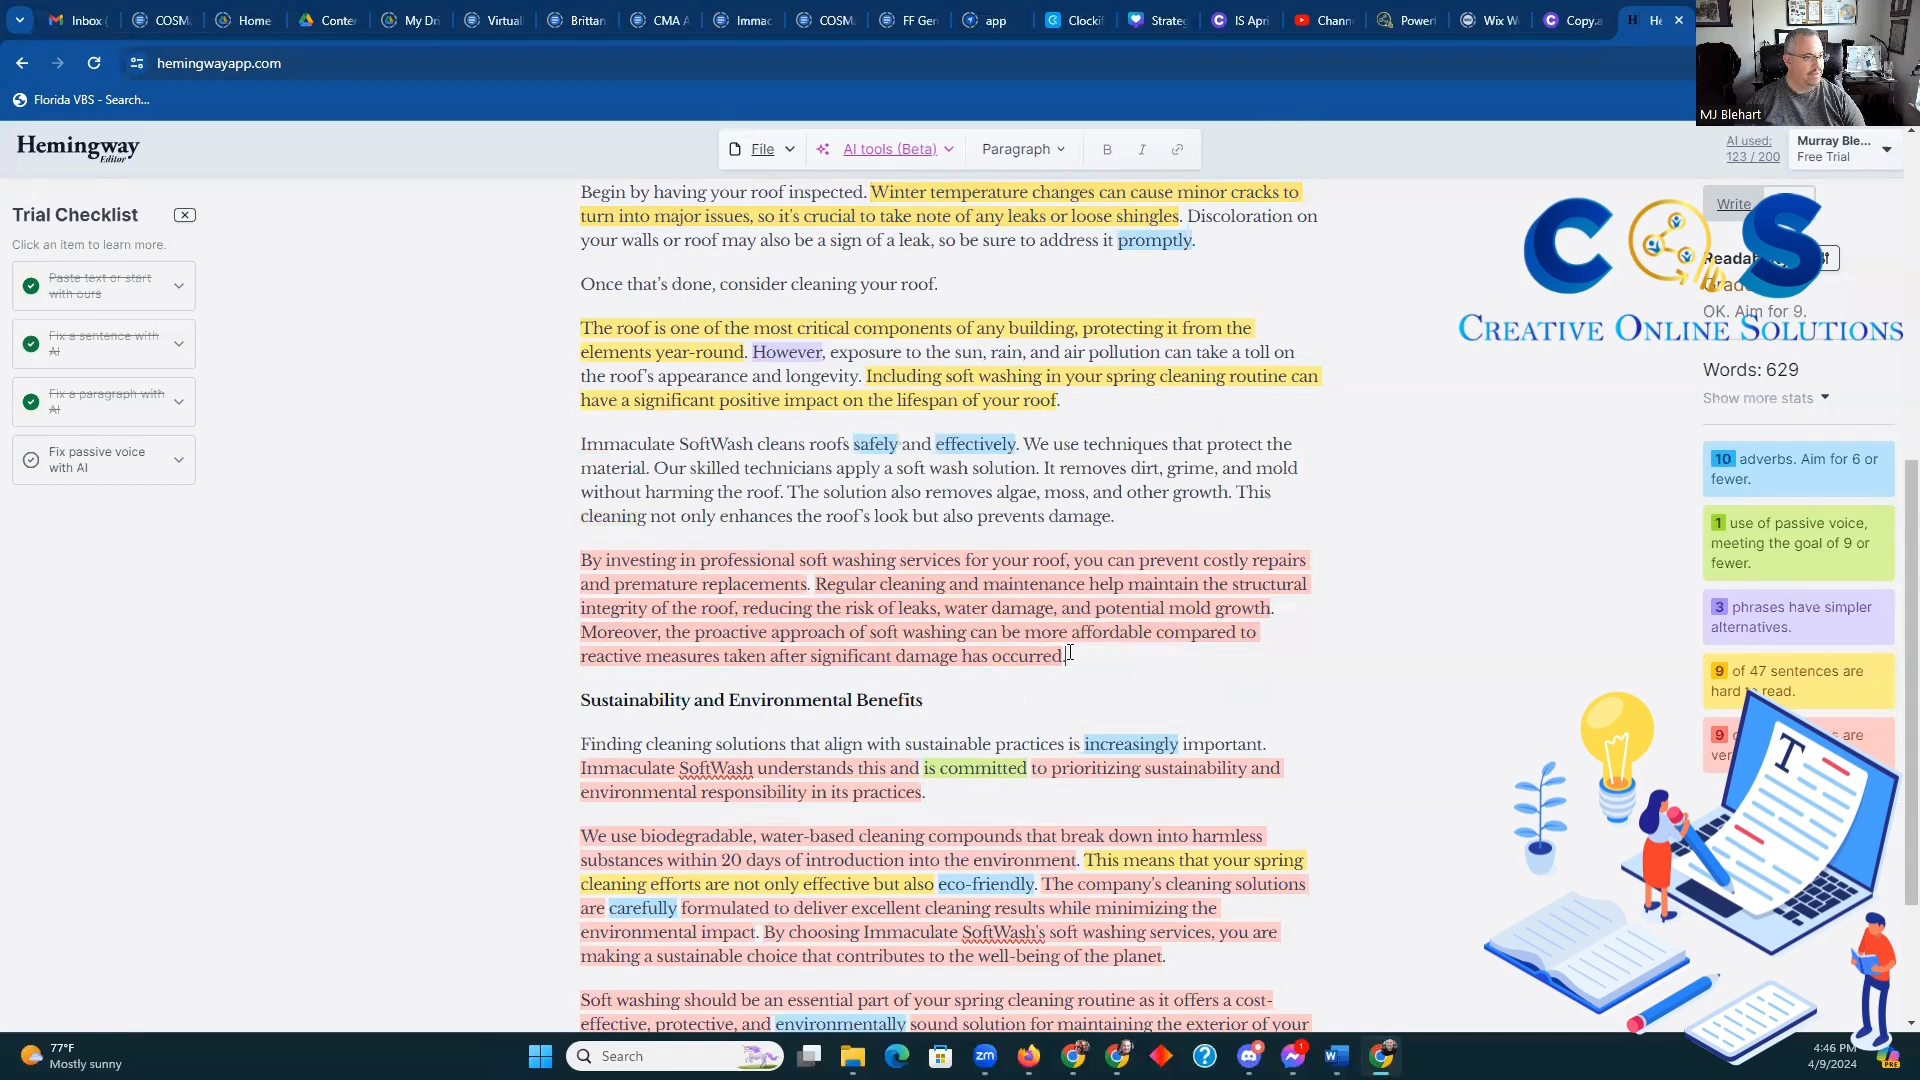 Inbox (
COSM
Home
Conter
My Dri
Virtual
Brittan
CMA A
Immac
COSM
FF Gen
app
Clockif
Strateg
IS Apri
Chann
Powerl
Wix W
Copy.a
He
hemingwayapp.com
Florida VBS - Search...
MJ Blehart
Hemingway
Editor
File
AI tools (Beta)
Paragraph
B
I
AI used:
123 / 200
Murray Ble...
Free Trial
Trial Checklist
Click an item to learn more.
Paste text or start
with ours
Fix a sentence with
AI
Fix a paragraph with
AI
Fix passive voice
with AI
Begin by having your roof inspected. Winter temperature changes can cause minor cracks to
turn into major issues, so it's crucial to take note of any leaks or loose shingles. Discoloration on
your walls or roof may also be a sign of a leak, so be sure to address it promptly.
Once that's done, consider cleaning your roof.
The roof is one of the most critical components of any building, protecting it from the
elements year-round. However, exposure to the sun, rain, and air pollution can take a toll on
the roof's appearance and longevity. Including soft washing in your spring cleaning routine can
have a significant positive impact on the lifespan of your roof.
Immaculate SoftWash cleans roofs safely and effectively. We use techniques that protect the
material. Our skilled technicians apply a soft wash solution. It removes dirt, grime, and mold
without harming the roof. The solution also removes algae, moss, and other growth. This
cleaning not only enhances the roof's look but also prevents damage.
By investing in professional soft washing services for your roof, you can prevent costly repairs
and premature replacements. Regular cleaning and maintenance help maintain the structural
integrity of the roof, reducing the risk of leaks, water damage, and potential mold growth.
Moreover, the proactive approach of soft washing can be more affordable compared to
reactive measures taken after significant damage has occurred.
Sustainability and Environmental Benefits
Finding cleaning solutions that align with sustainable practices is increasingly important.
Immaculate SoftWash understands this and is committed to prioritizing sustainability and
environmental responsibility in its practices.
We use biodegradable, water-based cleaning compounds that break down into harmless
substances within 20 days of introduction into the environment. This means that your spring
cleaning efforts are not only effective but also eco-friendly. The company's cleaning solutions
are carefully formulated to deliver excellent cleaning results while minimizing the
environmental impact. By choosing Immaculate SoftWash's soft washing services, you are
making a sustainable choice that contributes to the well-being of the planet.
Soft washing should be an essential part of your spring cleaning routine as it offers a cost-
effective, protective, and environmentally sound solution for maintaining the exterior of your
Write
COS
CREATIVE ONLINE SOLUTIONS
OK. Aim for 9.
Words: 629
Show more stats
10 adverbs. Aim for 6 or
fewer.
1 use of passive voice,
meeting the goal of 9 or
fewer.
3 phrases have simpler
alternatives.
9 of 47 sentences are
hard to read.
9
are
T
77°F
Mostly sunny
Search
zm
1
4:46 PM
4/9/2024
PRE